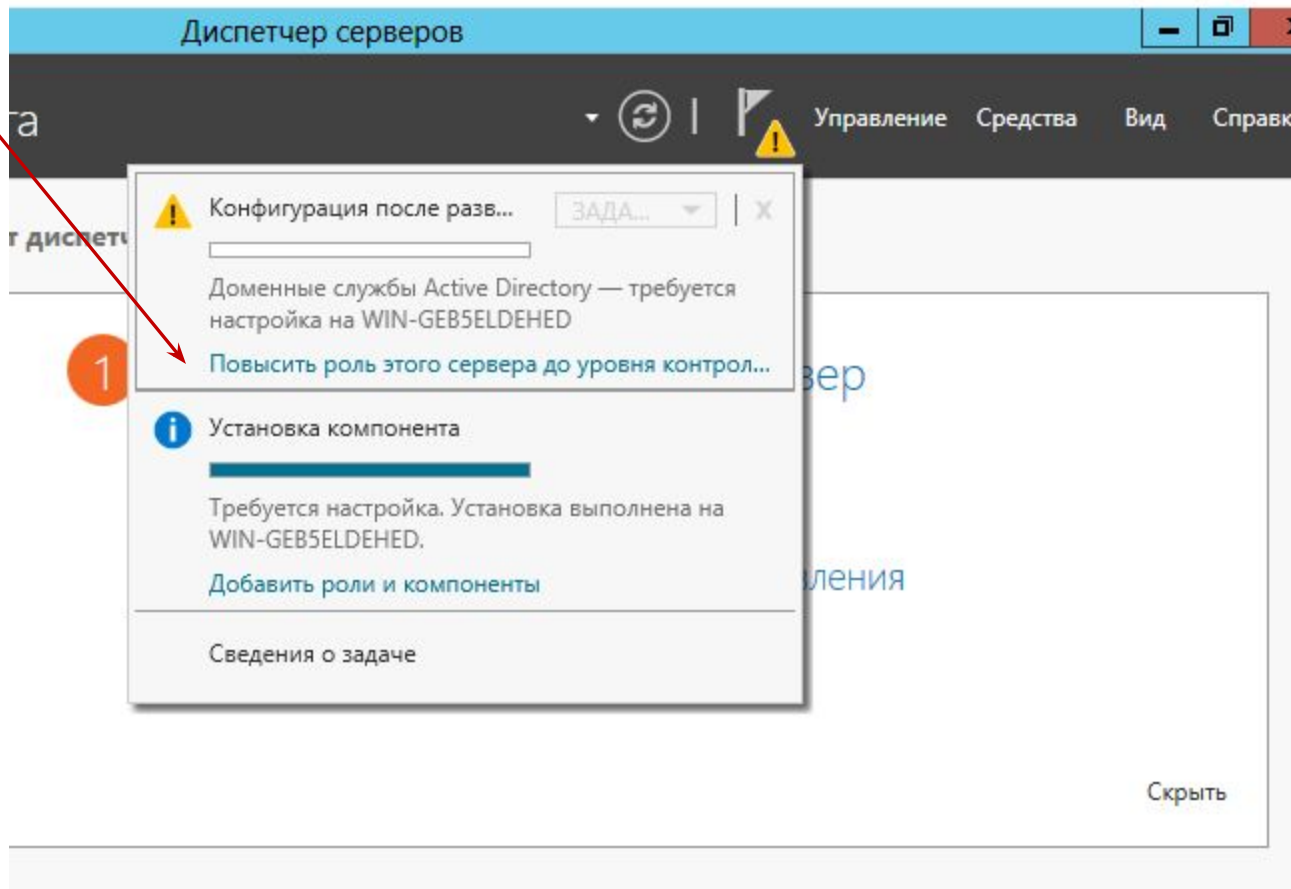 Диспетчер серверов
та
Управление Средства Вид Справк
Конфигурация после разв...
ЗАДА...
т диспетч
Доменные службы Active Directory — требуется
настройка на WIN-GEB5ELDEHED
1
Повысить роль этого сервера до уровня контрол...
вер
Установка компонента
Требуется настройка. Установка выполнена на
WIN-GEB5ELDEHED.
Добавить роли и компоненты
вления
Сведения о задаче
Скрыть